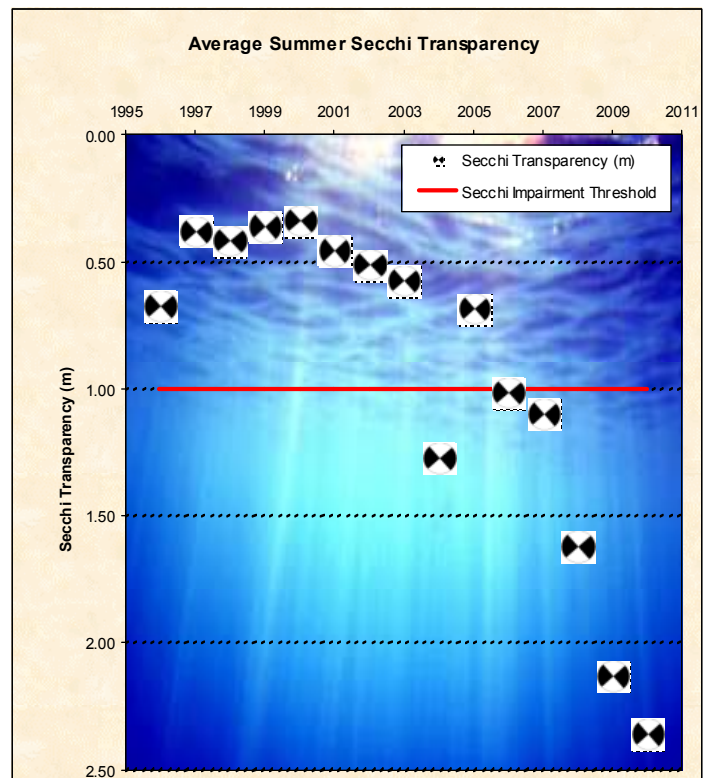 Average Summer Secchi Transparency
1995 1997 1999 2001 2003 2005 2007 2009 2011
0.00
Secchi Transparency (m)
Secchi Impairment Threshold
0.50
1.00
Secchi Transparency (m)
1.50
2.00
2.50